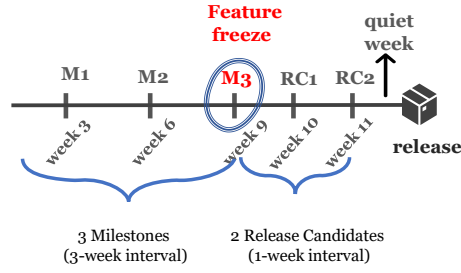 Feature
freeze
quiet
week
M1
M2
M3
RC1
RC2
week 3
week 6
week 9
week 10
week 11
release
3 Milestones
(3-week interval)
2 Release Candidates
(1-week interval)